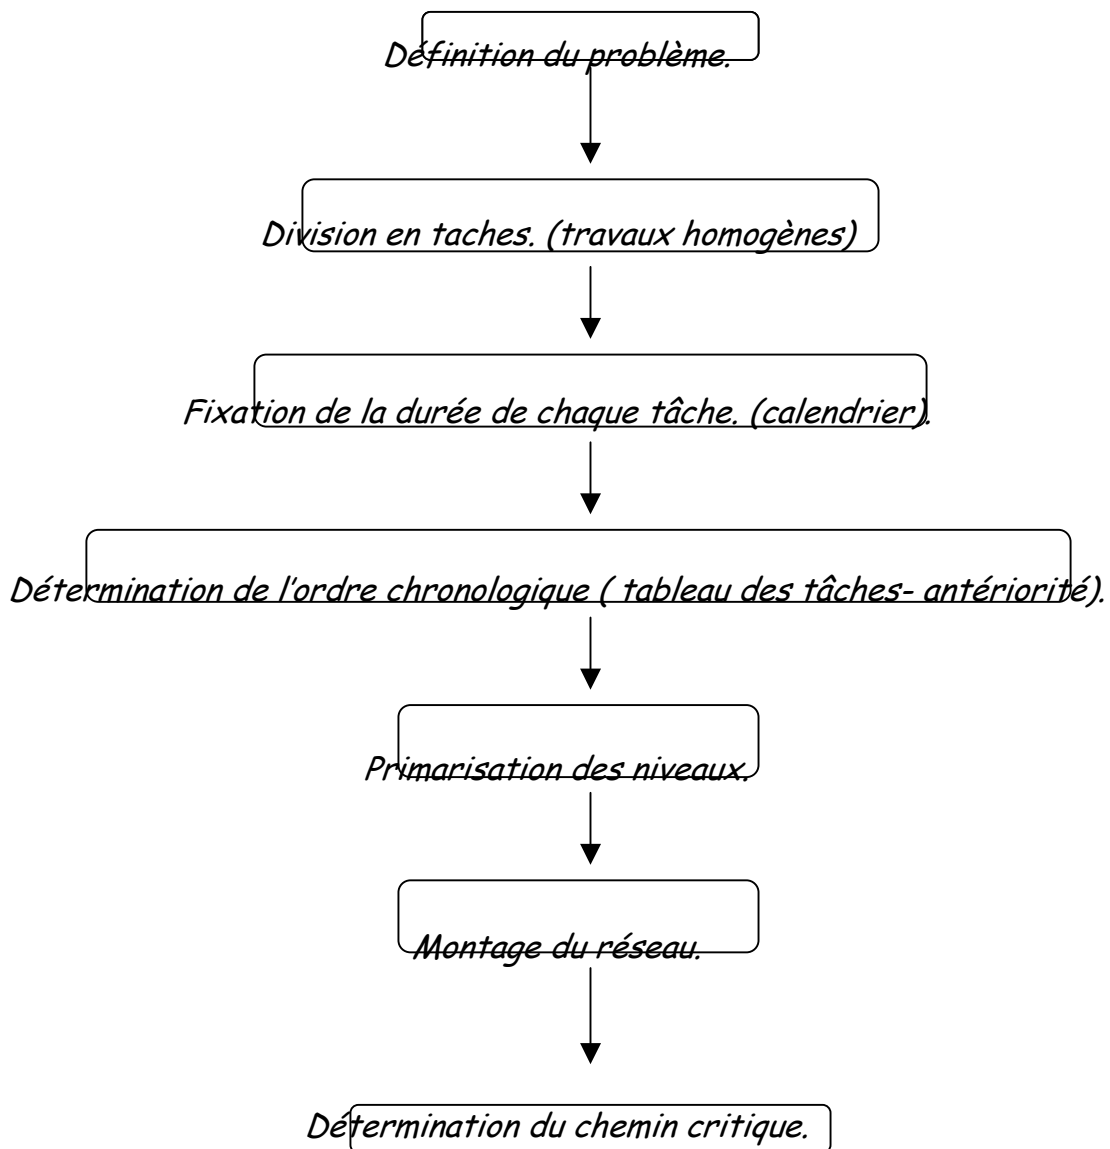 Définition du problème.
Division en taches. (travaux homogènes)
Fixation de la durée de chaque tâche. (calendrier).
Détermination de l'ordre chronologique ( tableau des tâches- antériorité).
Primarisation des niveaux.
Montage du réseau.
Détermination du chemin critique.